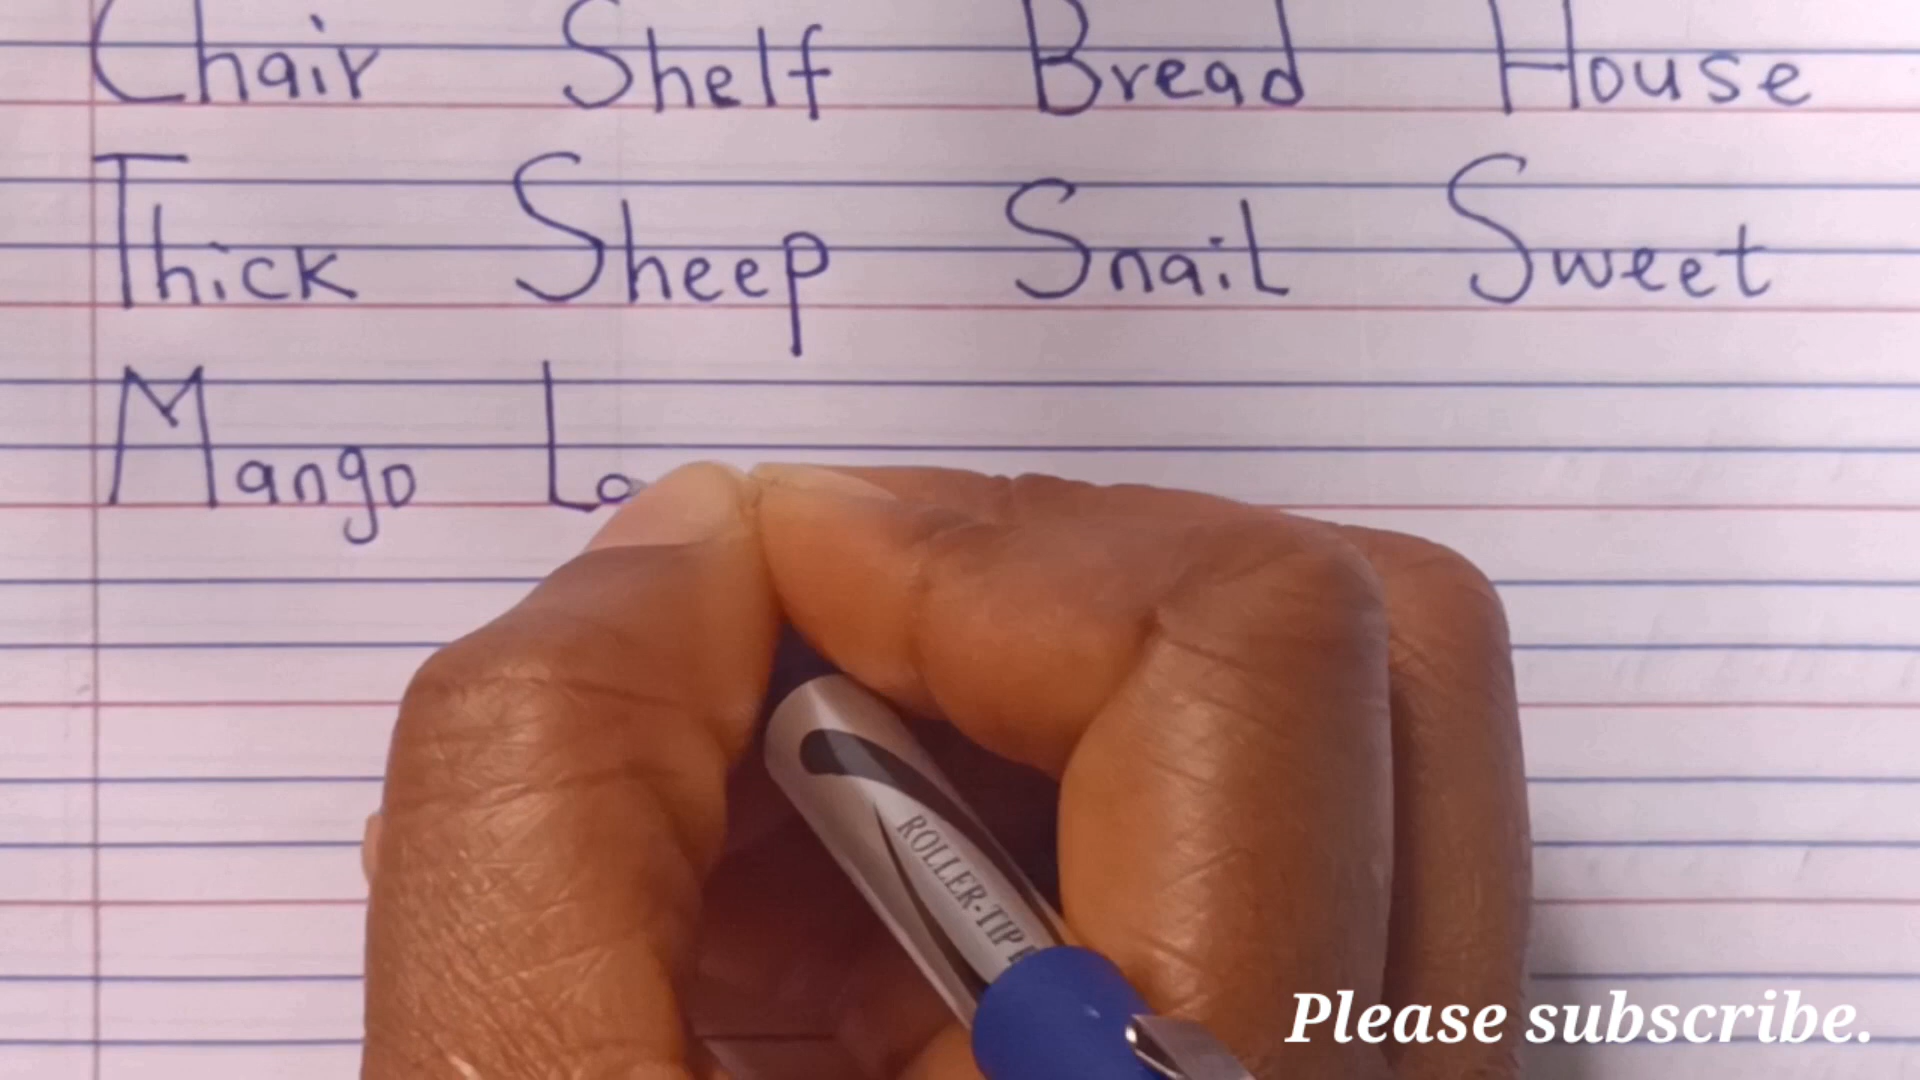 Chair Shelf Bread House
Thick Sheep Snail Sweet
Mango
ROLLER-TIP
Please subscribe.